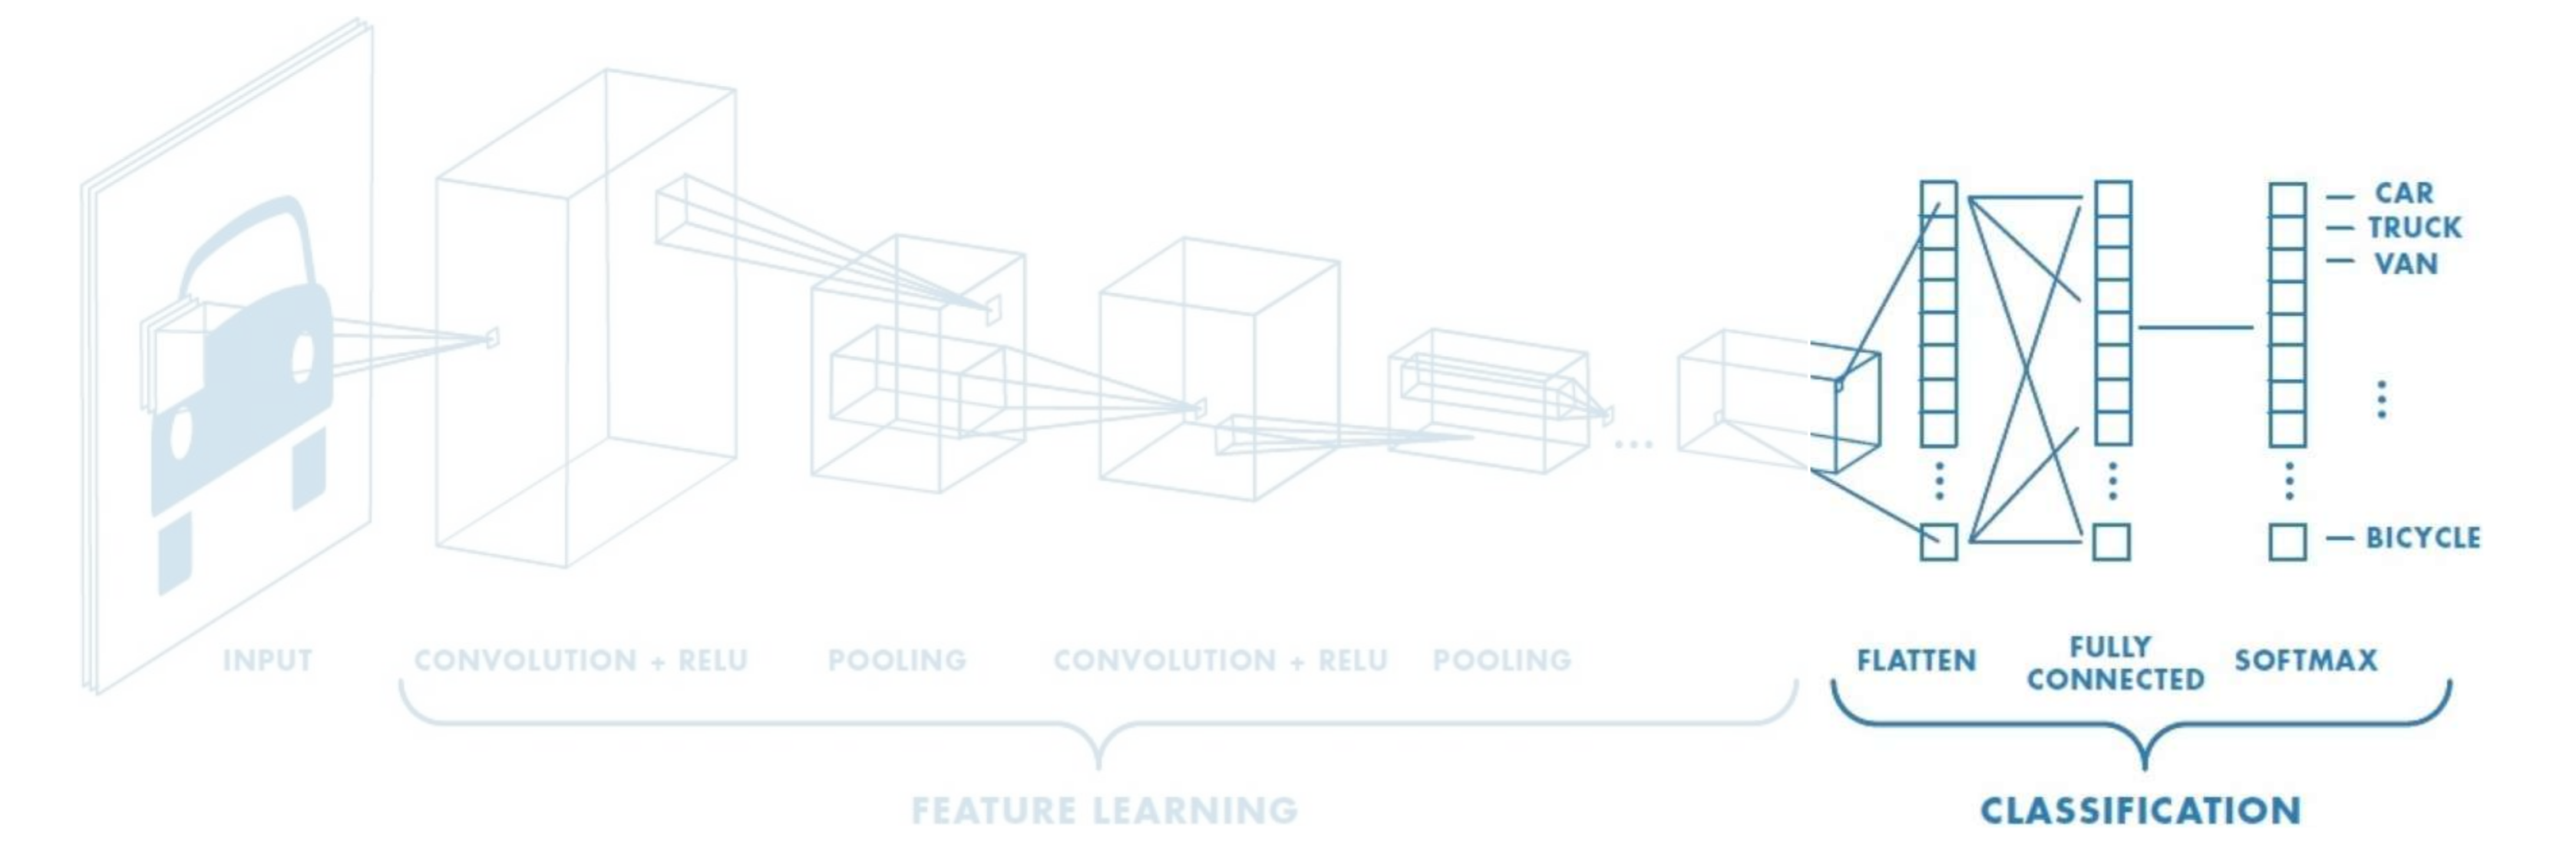 CAR
TRUCK
VAN
BICYCLE
INPUT
CONVOLUTION + RELU
POOLING
CONVOLUTION + RELU
POOLING
FLATTEN
FULLY
CONNECTED
SOFTMAX
FEATURE LEARNING
CLASSIFICATION